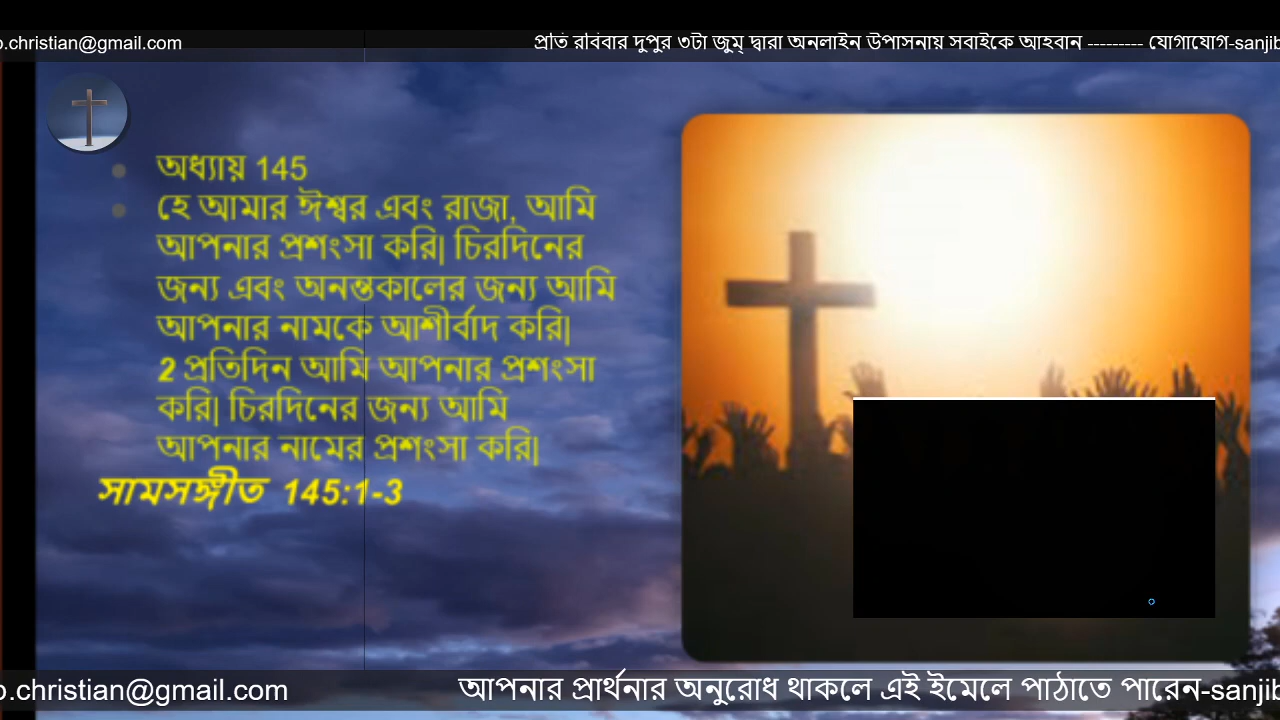 o.christian@gmail.com প্রতি রবিবার দুপুর ৩টা জুম্ দ্বারা অনলাইন উপাসনায় সবাইকে আহবান --------- যোগাযোগ-sanjib
অধ্যায় 145
হে আমার ঈশ্বর এবং রাজা, আমি
আপনার প্রশংসা করি| চিরদিনের
জন্য এবং অনন্তকালের জন্য আমি
আপনার নামকে আশীর্বাদ করি|
2 প্রতিদিন আমি আপনার প্রশংসা
করি| চিরদিনের জন্য আমি
আপনার নামের প্রশংসা করি|
সামসঙ্গীত 145:1-3
o.christian@gmail.com আপনার প্রার্থনার অনুরোধ থাকলে এই ইমেলে পাঠাতে পারেন-sanjib